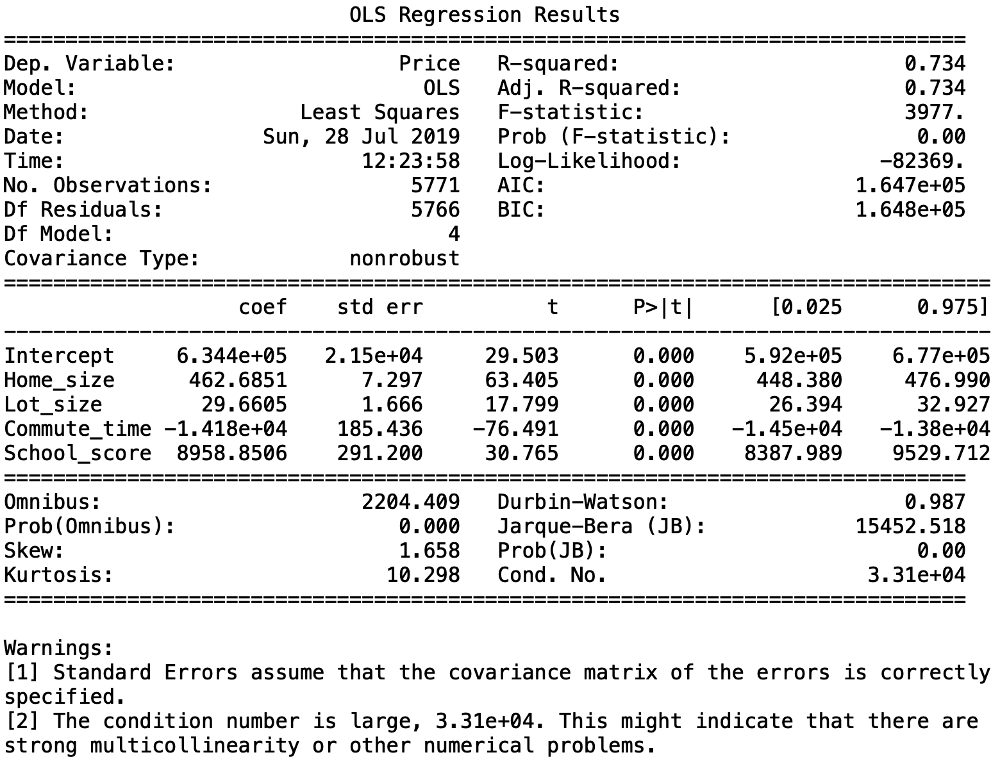 OLS Regression Results
==============================================================================
Dep. Variable:                  Price   R-squared:                       0.734
Model:                            OLS   Adj. R-squared:                  0.734
Method:                 Least Squares   F-statistic:                     3977.
Date:                Sun, 28 Jul 2019   Prob (F-statistic):               0.00
Time:                        12:23:58   Log-Likelihood:                -82369.
No. Observations:                5771   AIC:                         1.647e+05
Df Residuals:                    5766   BIC:                         1.648e+05
Df Model:                           4
Covariance Type:            nonrobust
================================================================================
                   coef    std err          t      P>|t|      [0.025      0.975]
--------------------------------------------------------------------------------
Intercept     6.344e+05   2.15e+04     29.503      0.000    5.92e+05    6.77e+05
Home_size      462.6851      7.297     63.405      0.000     448.380     476.990
Lot_size        29.6605      1.666     17.799      0.000      26.394      32.927
Commute_time -1.418e+04    185.436    -76.491      0.000   -1.45e+04   -1.38e+04
School_score  8958.8506    291.200     30.765      0.000    8387.989    9529.712
==============================================================================
Omnibus:                     2204.409   Durbin-Watson:                   0.987
Prob(Omnibus):                  0.000   Jarque-Bera (JB):            15452.518
Skew:                           1.658   Prob(JB):                         0.00
Kurtosis:                      10.298   Cond. No.                     3.31e+04
==============================================================================
Warnings:
[1] Standard Errors assume that the covariance matrix of the errors is correctly
specified.
[2] The condition number is large, 3.31e+04. This might indicate that there are
strong multicollinearity or other numerical problems.